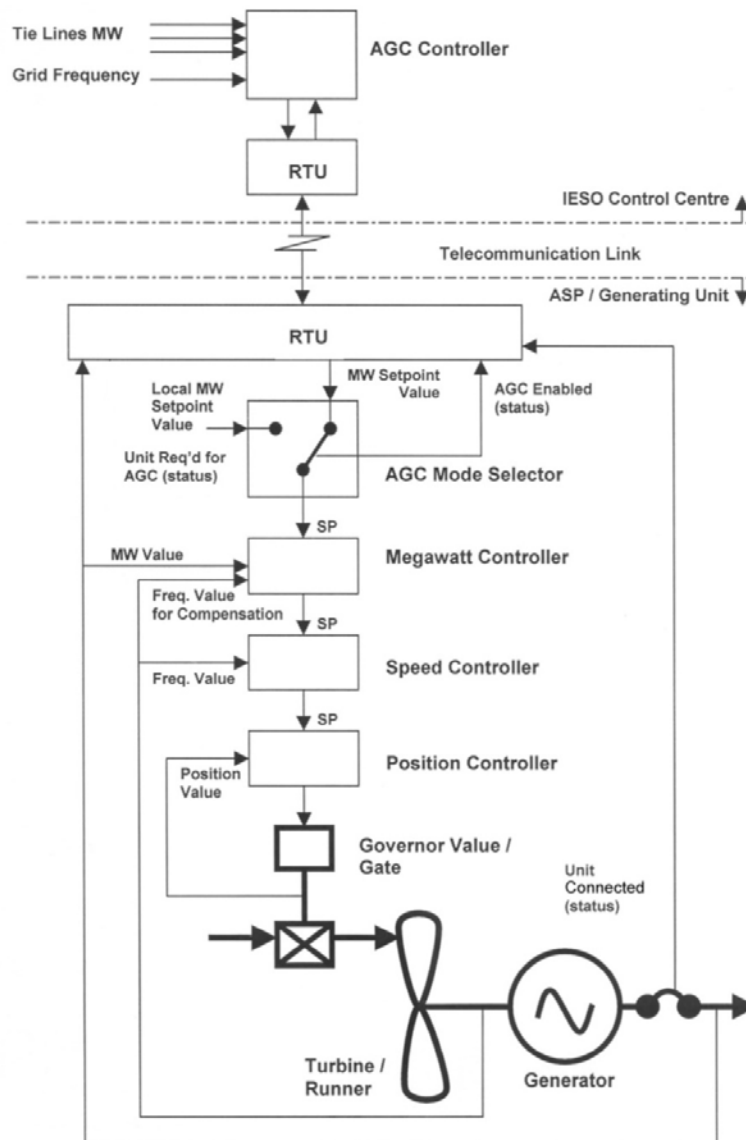 Tie Lines MW
AGC Controller
Grid Frequency
RTU
IESO Control Centre
Telecommunication Link
ASP / Generating Unit
RTU
MW Setpoint
Value
Local MW
Setpoint
Value
AGC Enabled
(status)
Unit Req'd for
AGC (status)
AGC Mode Selector
SP
MW Value
Megawatt Controller
Freq. Value
for Compensation
SP
Speed Controller
Freq. Value
SP
Position Controller
Position
Value
Governor Value /
Gate
Unit
Connected
(status)
Turbine /
Runner
Generator